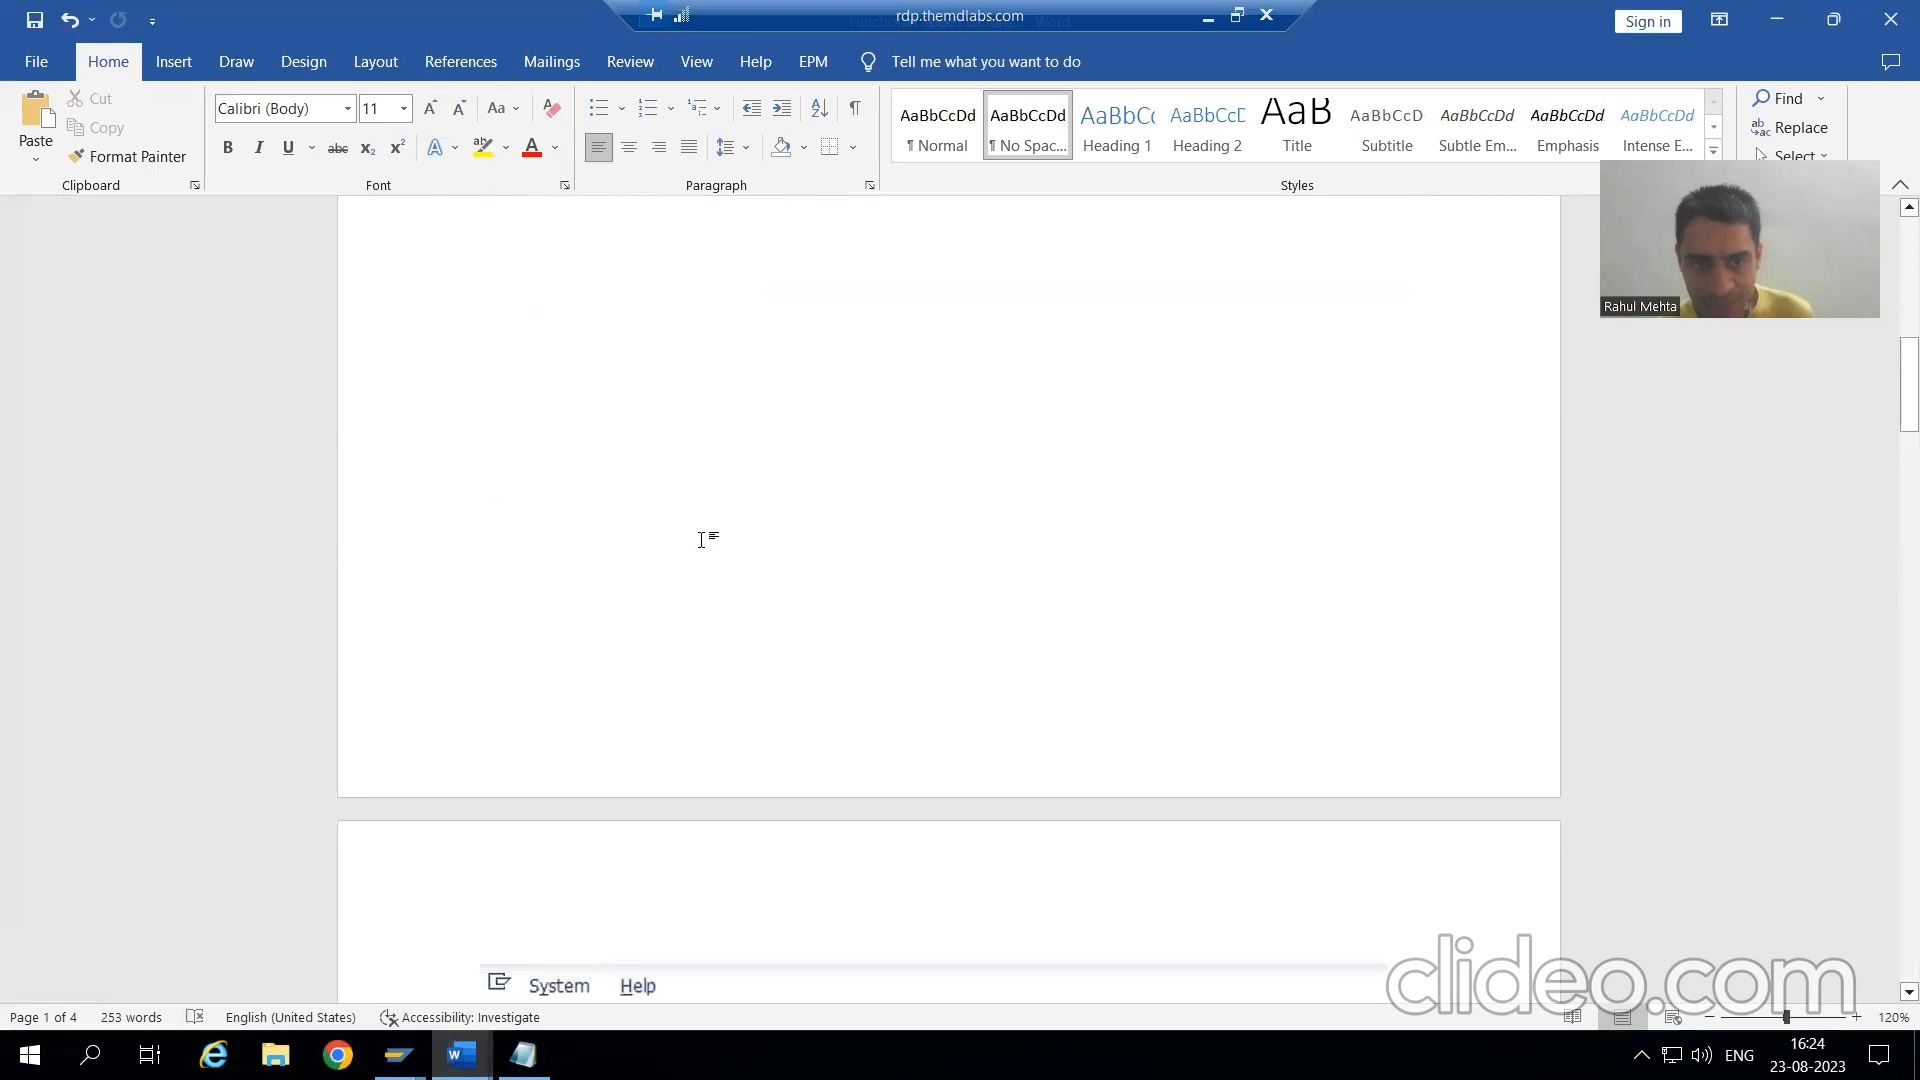 rdp.themdlabs.com
Sign in
File Home Insert Draw Design Layout References Mailings Review View Help EPM Tell me what you want to do
Paste
Cut
Copy
Format Painter
Clipboard
Calibri (Body) 11
Aa
B I U abc x₂ x² A ab A
Font
Paragraph
AaBbCcDd AaBbCcDd AaBbCc AaBbCcD AaB AaBbCcD AaBbCcDd AaBbCcDd AaBbCcDd
¶ Normal ¶ No Spac... Heading 1 Heading 2 Title Subtitle Subtle Em... Emphasis Intense E...
Styles
Find
Replace
Select
Rahul Mehta
System Help
clideo.com
Page 1 of 4 253 words English (United States) Accessibility: Investigate 120%
ENG
16:24
23-08-2023